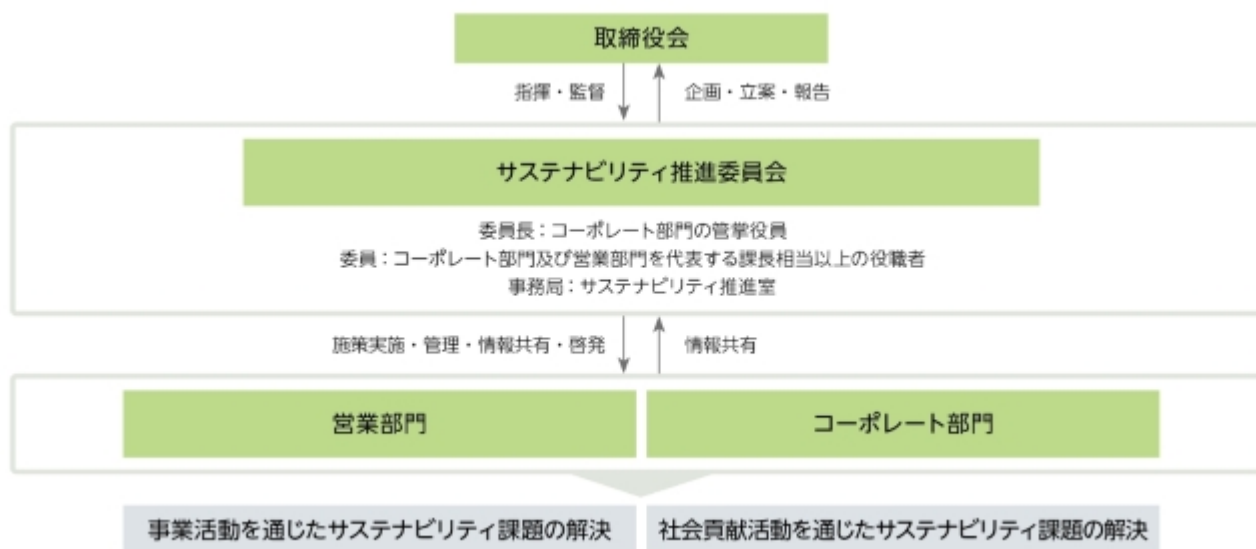 取締役会
指揮・監督
企画・立案・報告
サステナビリティ推進委員会
委員長：コーポレート部門の管掌役員
委員：コーポレート部門及び営業部門を代表する課長相当以上の役職者
事務局：サステナビリティ推進室
施策実施・管理・情報共有・啓発
情報共有
営業部門
コーポレート部門
事業活動を通じたサステナビリティ課題の解決
社会貢献活動を通じたサステナビリティ課題の解決